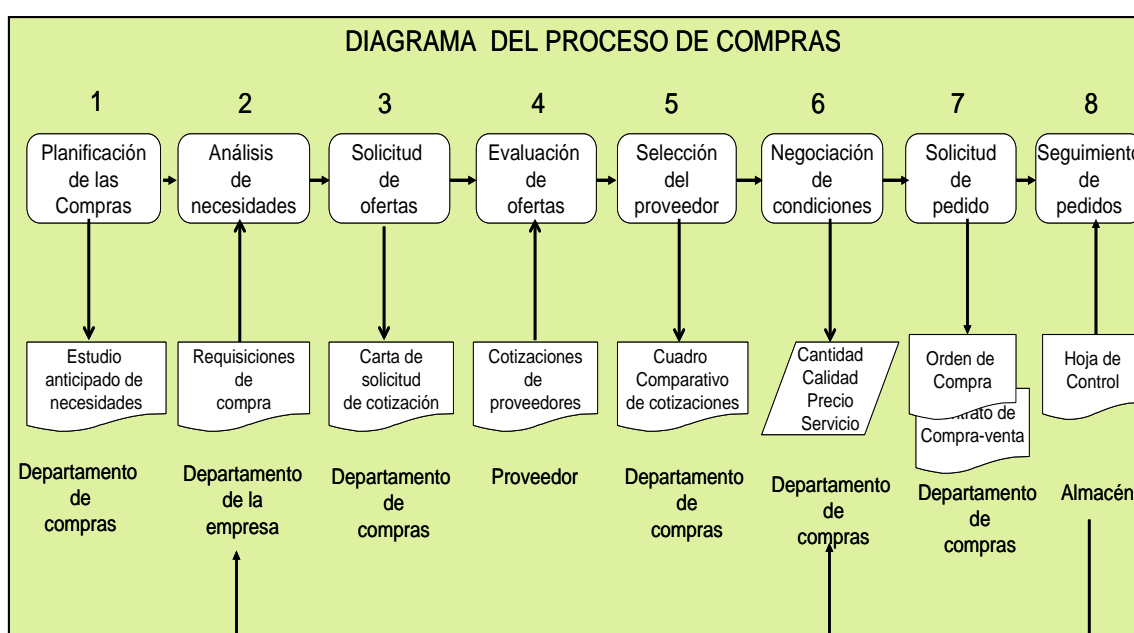 DIAGRAMA DEL PROCESO DE COMPRAS
1
2
3
4
5
6
7
8
Planificación
de las
Compras
Análisis
de
necesidades
Solicitud
de
ofertas
Evaluación
de
ofertas
Selección
del
proveedor
Negociación
de
condiciones
Solicitud
de
pedido
Seguimiento
de
pedidos
Estudio
anticipado de
necesidades
Requisiciones
de
compra
Carta de
solicitud
de cotización
Cotizaciones
de
proveedores
Cuadro
Comparativo
de cotizaciones
Cantidad
Calidad
Precio
Servicio
Orden de
Compra
de
Compra-venta
Hoja de
Control
Departamento
de
compras
Departamento
de la
empresa
Departamento
de
compras
Proveedor
Departamento
de
compras
Departamento
de
compras
Departamento
de
compras
Almacén